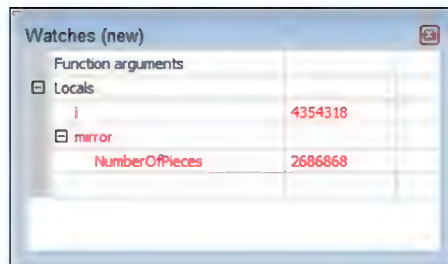 Watches (new)
Function arguments
Locals
i 4354318
mirror
NumberOfPieces 2686868